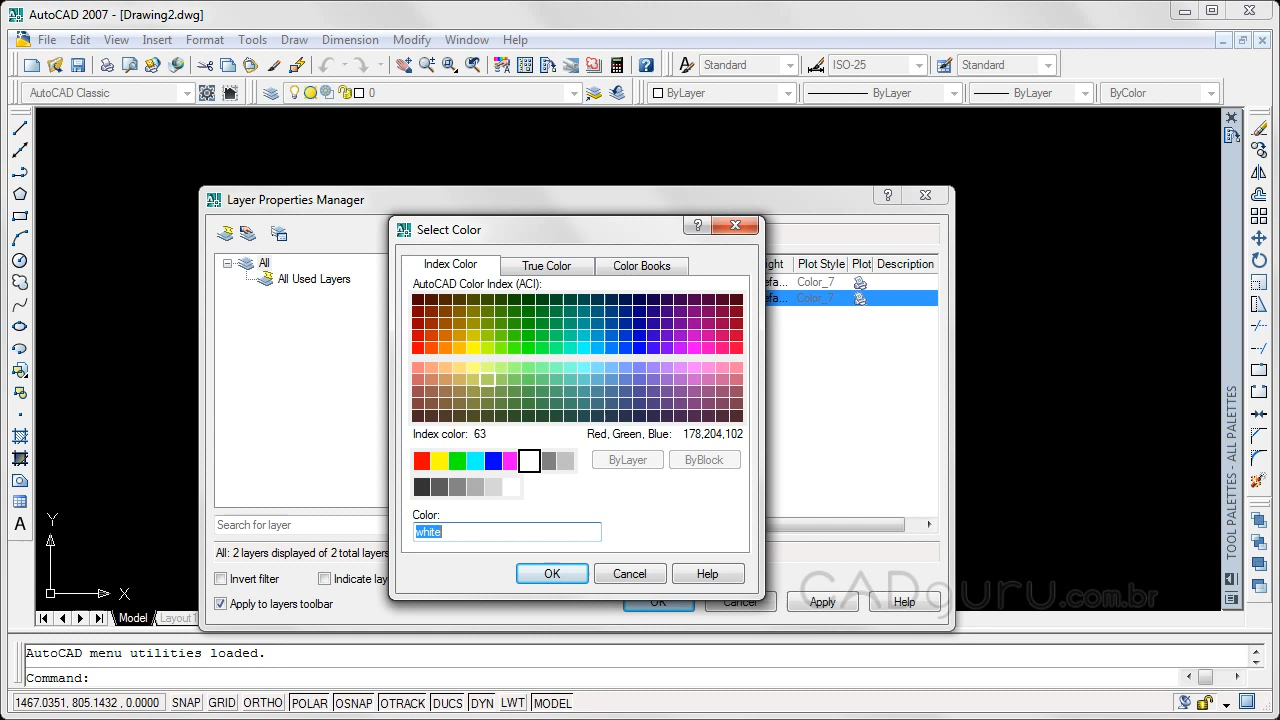 AutoCAD 2007 - [Drawing2.dwg]
File Edit View Insert Format Tools Draw Dimension Modify Window Help
Standard ISO-25 Standard
AutoCAD Classic 0 ByLayer ByLayer ByLayer ByColor
Layer Properties Manager
Select Color
All
All Used Layers
Index Color True Color Color Books
ght Plot Style Plot Description
AutoCAD Color Index (ACI):
efa... Color_7
efa... Color_7
Index color: 63 Red, Green, Blue: 178,204,102
ByLayer ByBlock
Color:
white
Search for layer
All: 2 layers displayed of 2 total layers
Invert filter Indicate lay
OK Cancel Help
Apply to layers toolbar
OK Cancel Apply Help
CADguru.com.br
TOOL PALETTES - ALL PALETTES
A
Y
X
Model Layout1
AutoCAD menu utilities loaded.
Command:
1467.0351, 805.1432 , 0.0000 SNAP GRID ORTHO POLAR OSNAP OTRACK DUCS DYN LWT MODEL